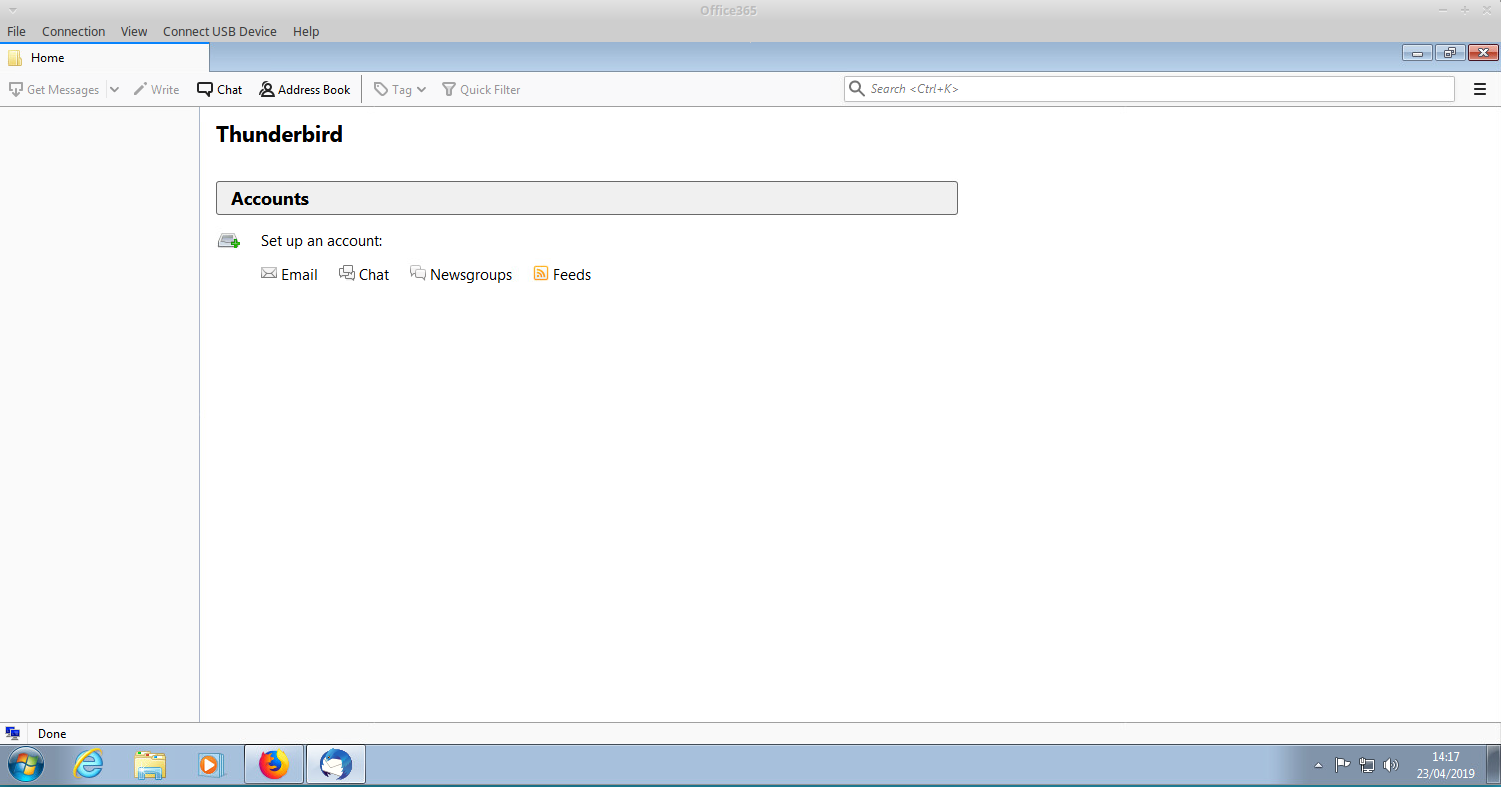 Office365
File Connection View Connect USB Device Help
Home
Get Messages Write Chat Address Book Tag Quick Filter Search <Ctrl+K>
Thunderbird
Accounts
Set up an account:
Email Chat Newsgroups Feeds
Done
14:17
23/04/2019